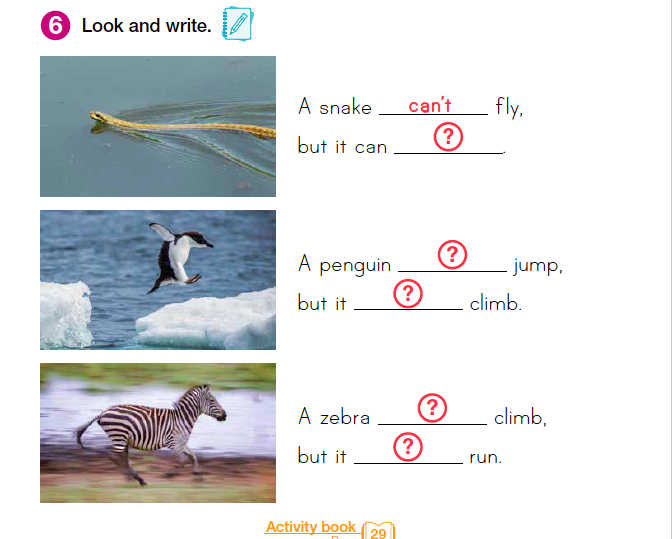 6 Look and write.
A snake can't fly,
but it can ? .
A penguin ? jump,
but it ? climb.
A zebra ? climb,
but it ? run.
Activity book 29